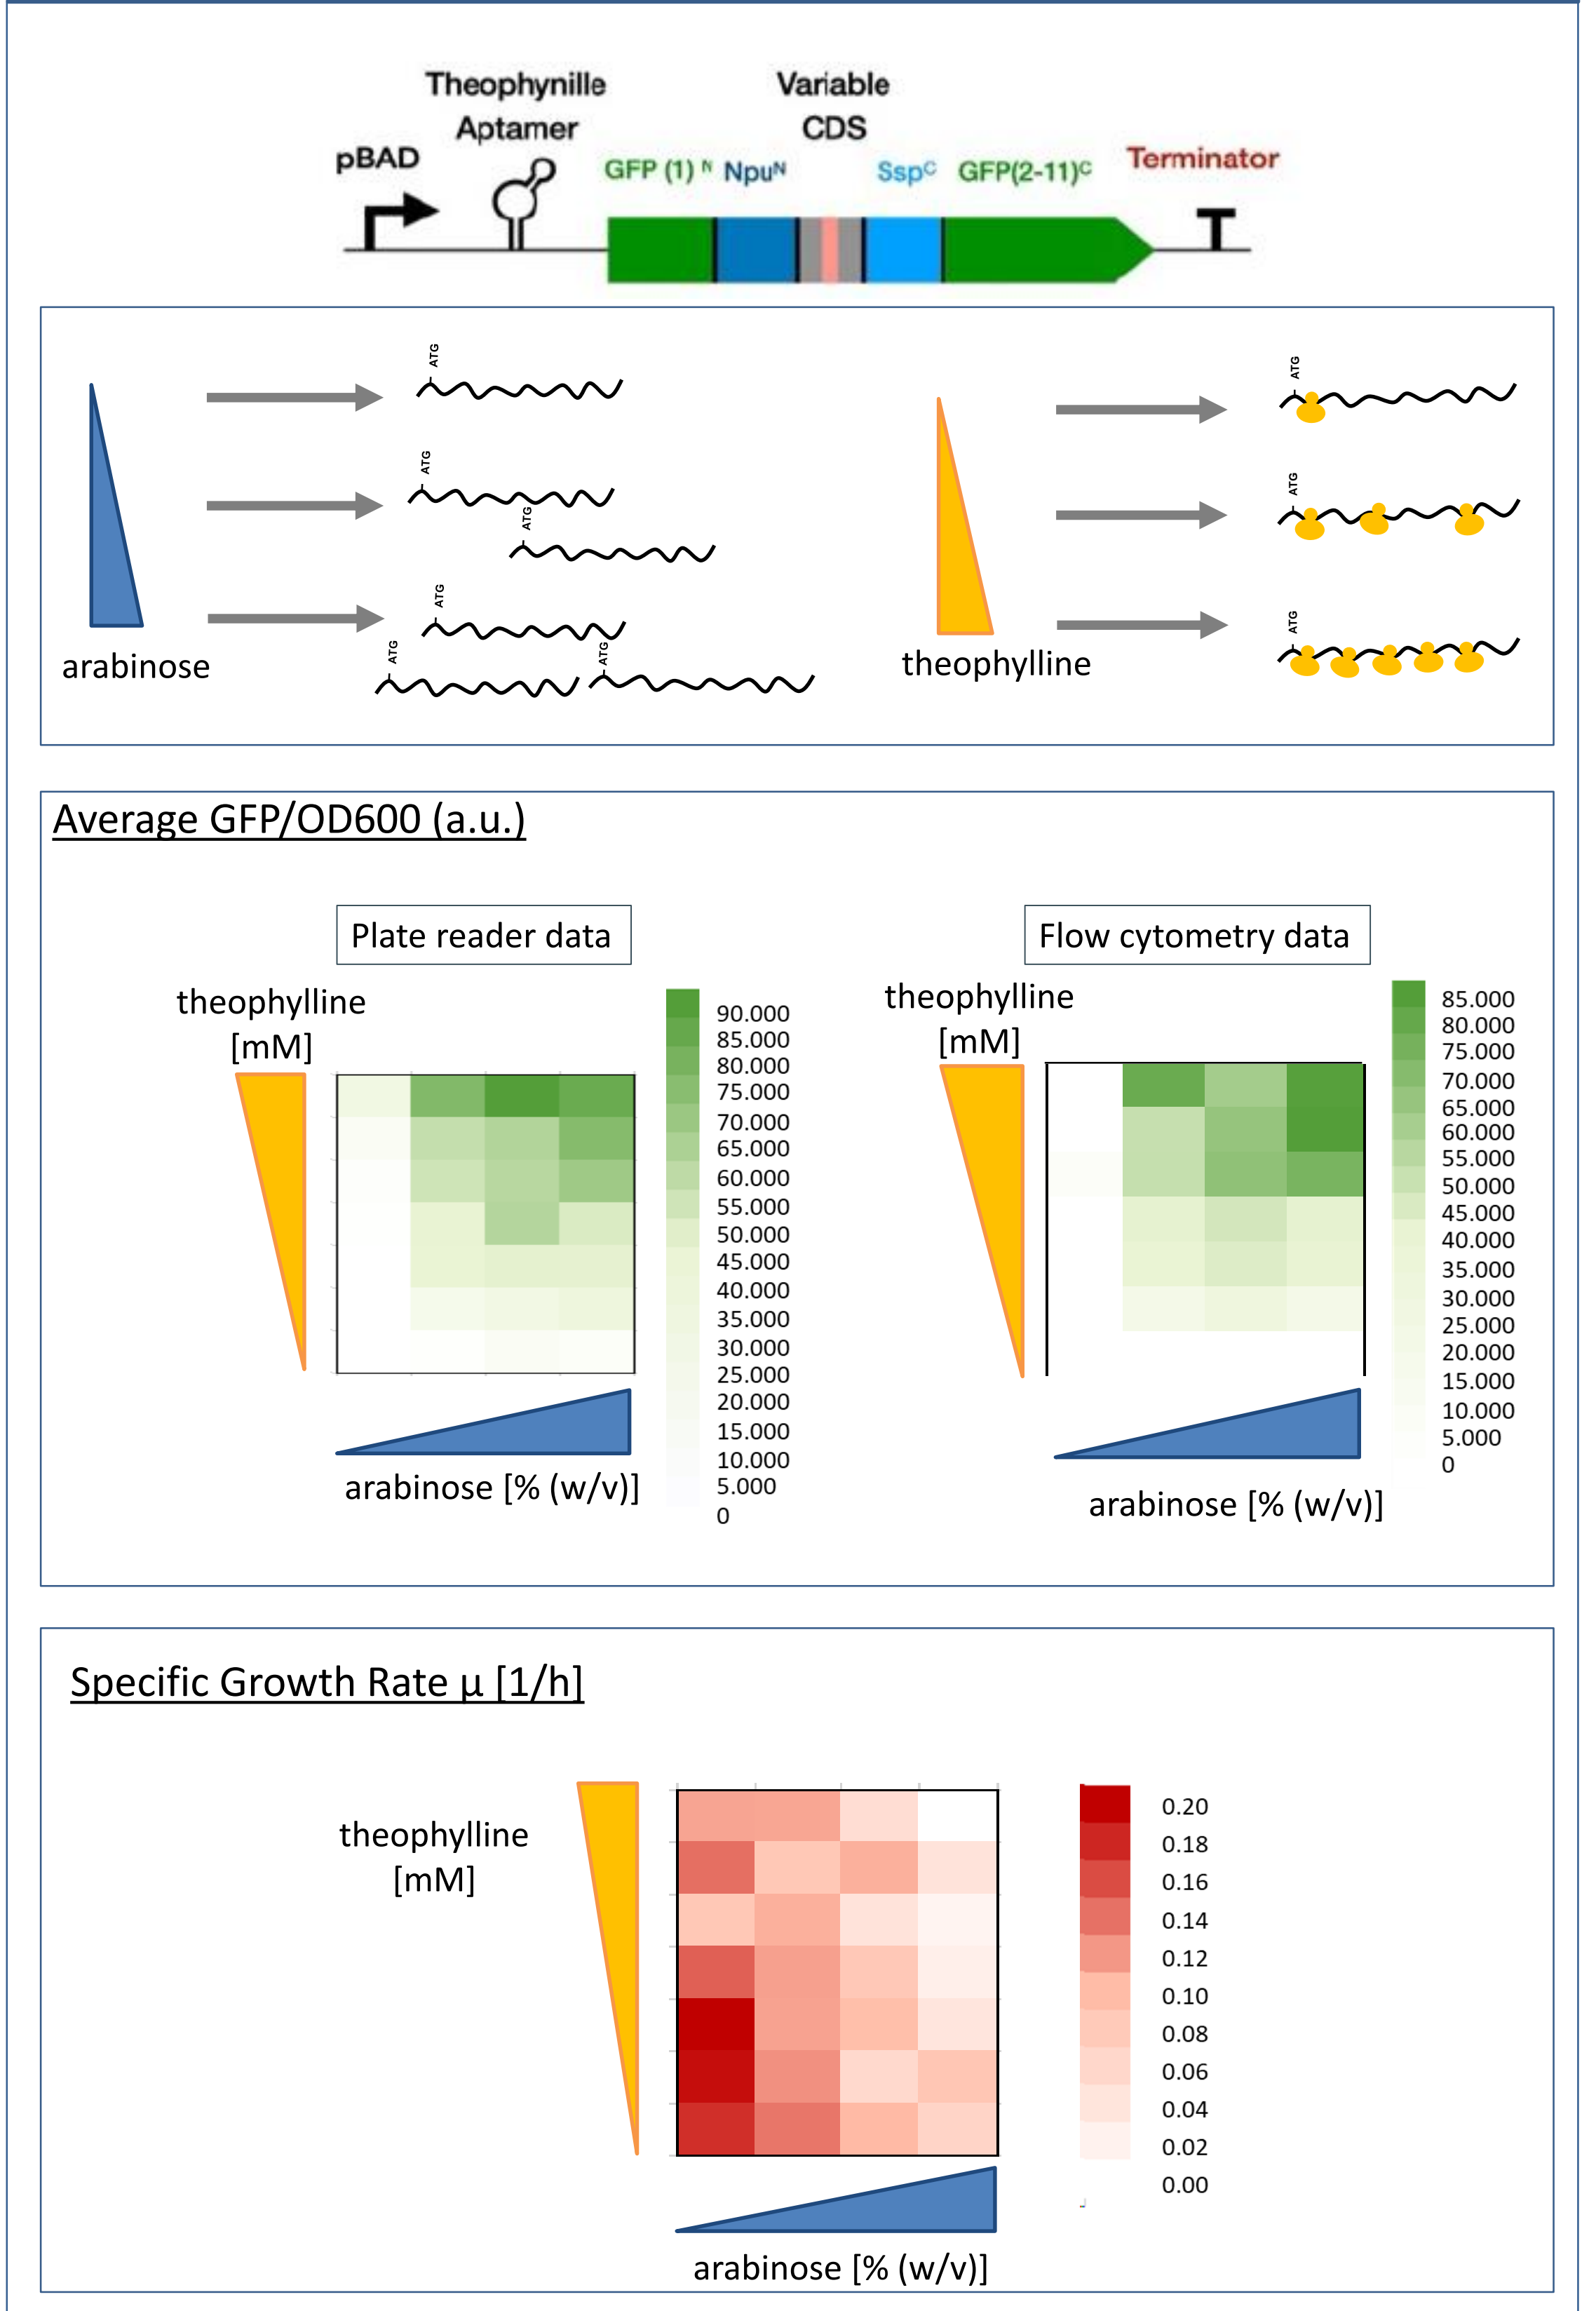 Theophynille
Aptamer
Variable
CDS
pBAD
GFP (1) ᴺ
Npuᴺ
Sspᶜ
GFP(2-11)ᶜ
Terminator
T
ATG
ATG
ATG
ATG
ATG
ATG
arabinose
ATG
ATG
ATG
theophylline
Average GFP/OD600 (a.u.)
Plate reader data
theophylline
[mM]
90.000
85.000
80.000
75.000
70.000
65.000
60.000
55.000
50.000
45.000
40.000
35.000
30.000
25.000
20.000
15.000
10.000
5.000
0
arabinose [% (w/v)]
Flow cytometry data
theophylline
[mM]
85.000
80.000
75.000
70.000
65.000
60.000
55.000
50.000
45.000
40.000
35.000
30.000
25.000
20.000
15.000
10.000
5.000
0
arabinose [% (w/v)]
Specific Growth Rate µ [1/h]
theophylline
[mM]
0.20
0.18
0.16
0.14
0.12
0.10
0.08
0.06
0.04
0.02
0.00
arabinose [% (w/v)]